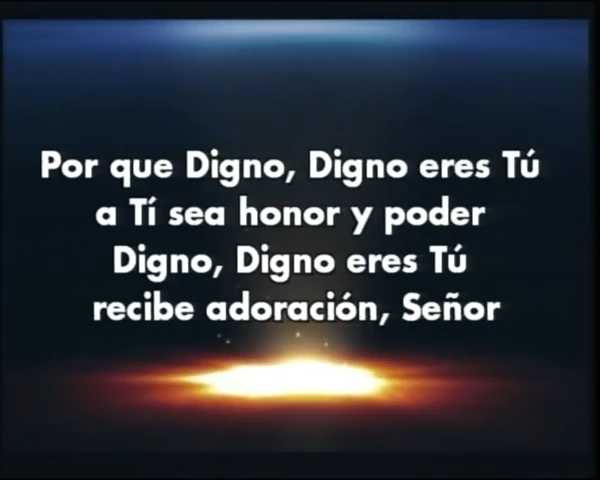 Por que Digno, Digno eres Tú
a Tí sea honor y poder
Digno, Digno eres Tú
recibe adoración, Señor